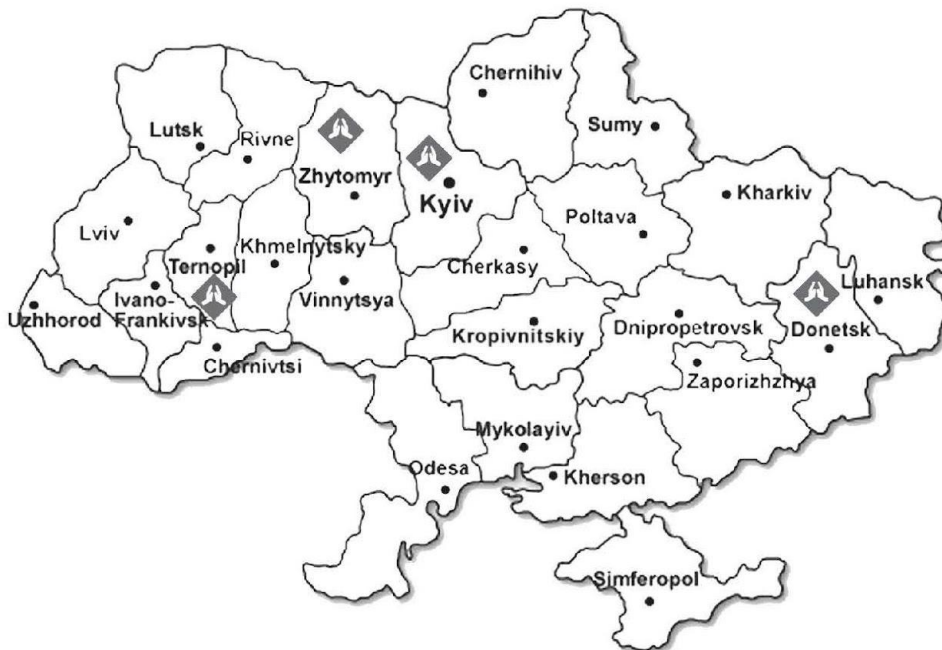 Chernihiv
Sumy
Lutsk
Rivne
Zhytomyr
Kyiv
Kharkiv
Poltava
Lviv
Khmelnytsky
Ternopil
Cherkasy
Vinnytsya
Luhansk
Ivano-
Frankivsk
Uzhhorod
Kropivnitskiy
Dnipropetrovsk
Donetsk
Chernivtsi
Zaporizhzhya
Mykolayiv
Odesa
Kherson
Simferopol